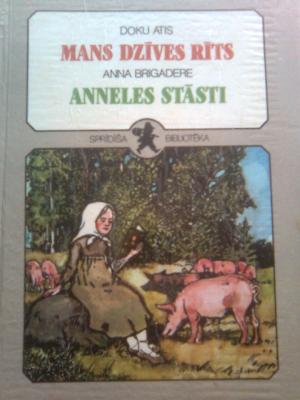 DOKU ATIS
MANS DZĪVES RĪTS
ANNA BRIGADERE
ANNELES STĀSTI
SPRĪDĪŠA BIBLIOTĒKA